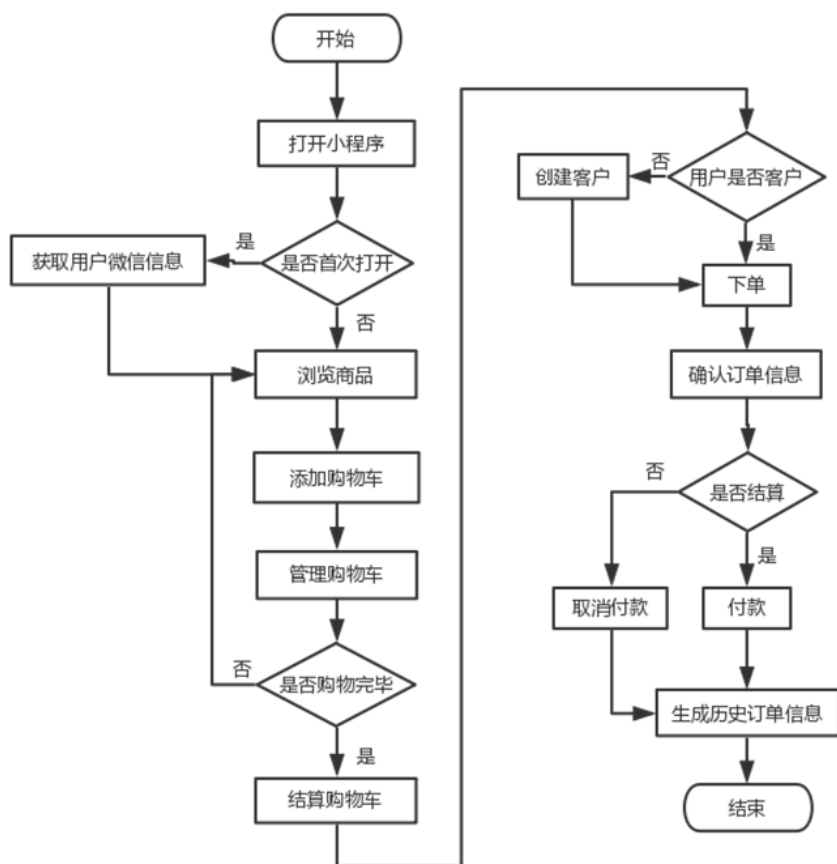 开始
打开小程序
是否首次打开
是
获取用户微信信息
否
浏览商品
添加购物车
管理购物车
是否购物完毕
否
是
结算购物车
用户是否客户
否
创建客户
是
下单
确认订单信息
是否结算
否
是
取消付款
付款
生成历史订单信息
结束